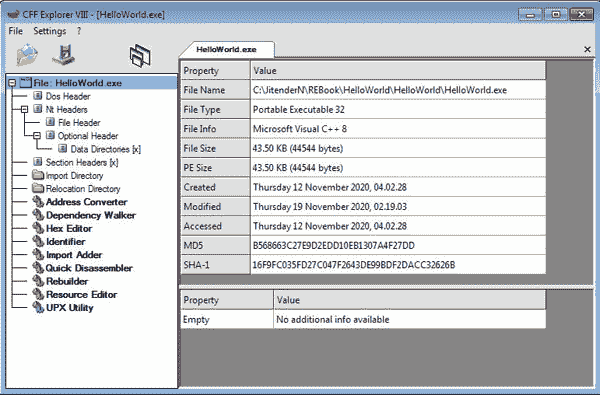 CFF Explorer VIII - [HelloWorld.exe]
File Settings ?
HelloWorld.exe
File: HelloWorld.exe
Dos Header
Nt Headers
File Header
Optional Header
Data Directories [x]
Section Headers [x]
Import Directory
Relocation Directory
Address Converter
Dependency Walker
Hex Editor
Identifier
Import Adder
Quick Disassembler
Rebuilder
Resource Editor
UPX Utility
Property Value
File Name C:\JitenderN\REBook\HelloWorld\HelloWorld\HelloWorld.exe
File Type Portable Executable 32
File Info Microsoft Visual C++ 8
File Size 43.50 KB (44544 bytes)
PE Size 43.50 KB (44544 bytes)
Created Thursday 12 November 2020, 04.02.28
Modified Thursday 19 November 2020, 02.19.03
Accessed Thursday 12 November 2020, 04.02.28
MD5 B568663C27E9D2EDD10EB1307A4F27DD
SHA-1 16F9FC035FD27C047F2643DE99BDF2DACC32626B
Property Value
Empty No additional info available